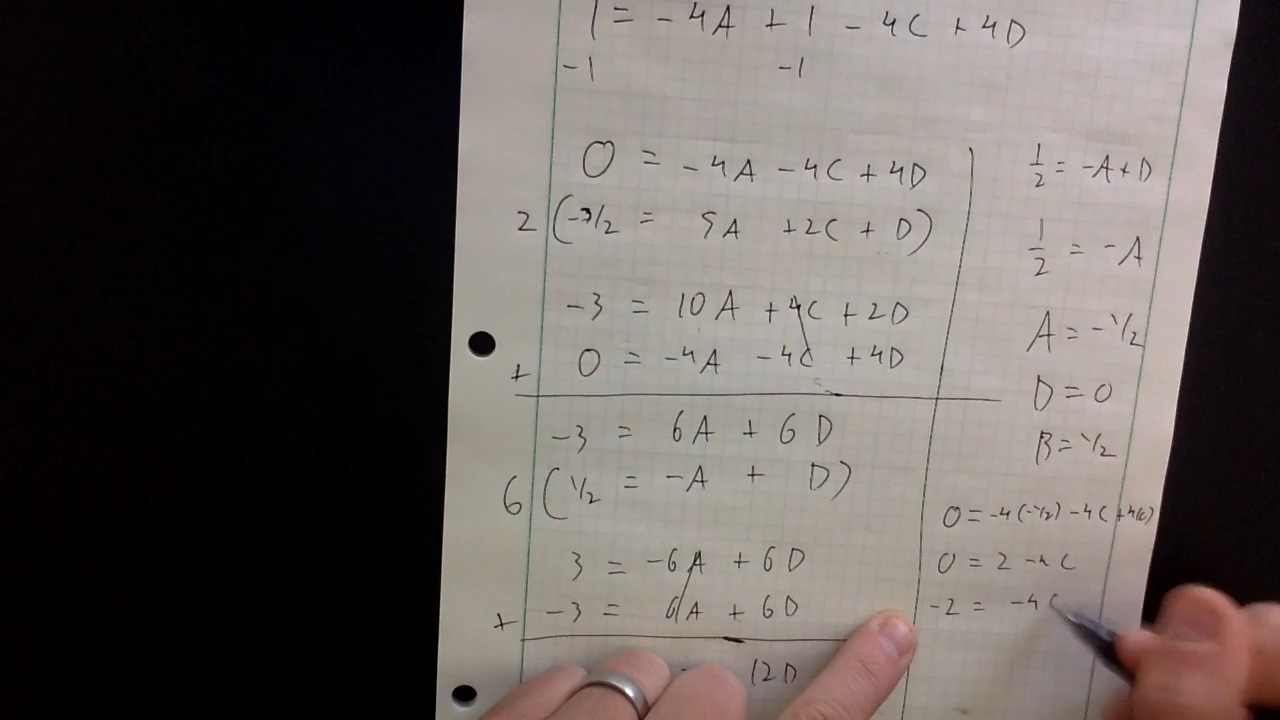 1 = -4A + 1 - 4C + 4D
-1 -1
0 = -4A - 4C + 4D
2 (-3/2 = 5A + 2C + D)
-3 = 10A + 4C + 2D
+ 0 = -4A - 4C + 4D
-3 = 6A + 6D
6 (1/2 = -A + D)
3 = -6A + 6D
+ -3 = 6A + 6D
12D
1/2 = -A + D
1/2 = -A
A = -1/2
D = 0
B = 1/2
0 = -4(-1/2) - 4C + 4(0)
0 = 2 - 4C
-2 = -4C